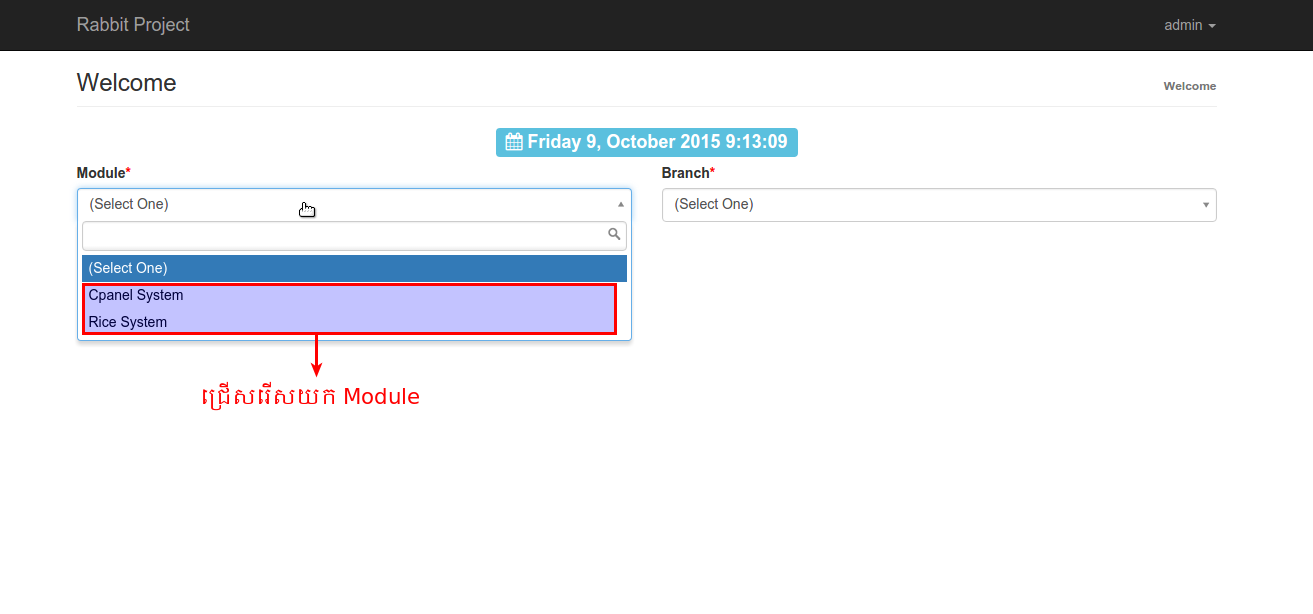 Rabbit Project
admin
Welcome
Welcome
Friday 9, October 2015 9:13:09
Module*
Branch*
(Select One)
(Select One)
(Select One)
Cpanel System
Rice System
ជ្រើសរើសយក Module